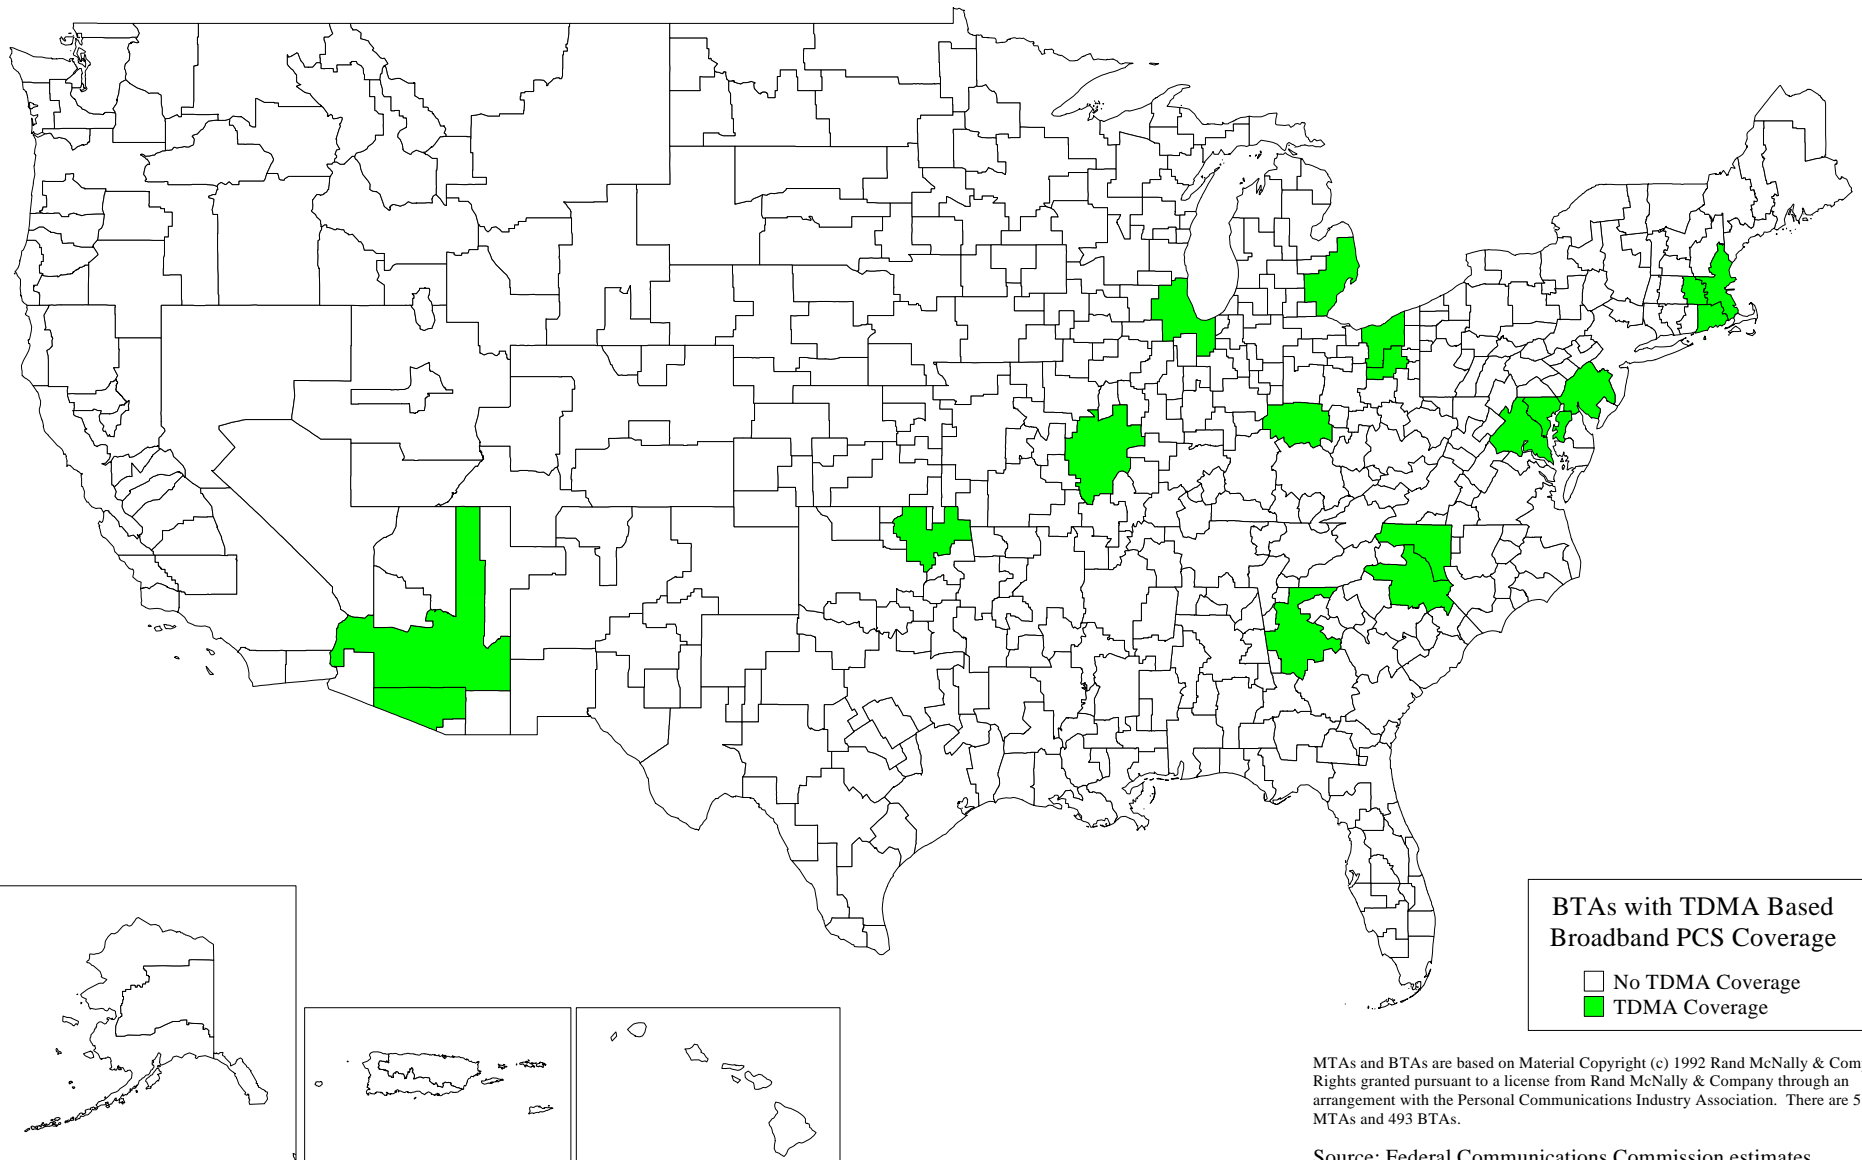 BTAs with TDMA Based
Broadband PCS Coverage
No TDMA Coverage
TDMA Coverage
MTAs and BTAs are based on Material Copyright (c) 1992 Rand McNally & Com
Rights granted pursuant to a license from Rand McNally & Company through an
arrangement with the Personal Communications Industry Association. There are 5
MTAs and 493 BTAs.
Source: Federal Communications Commission estimates